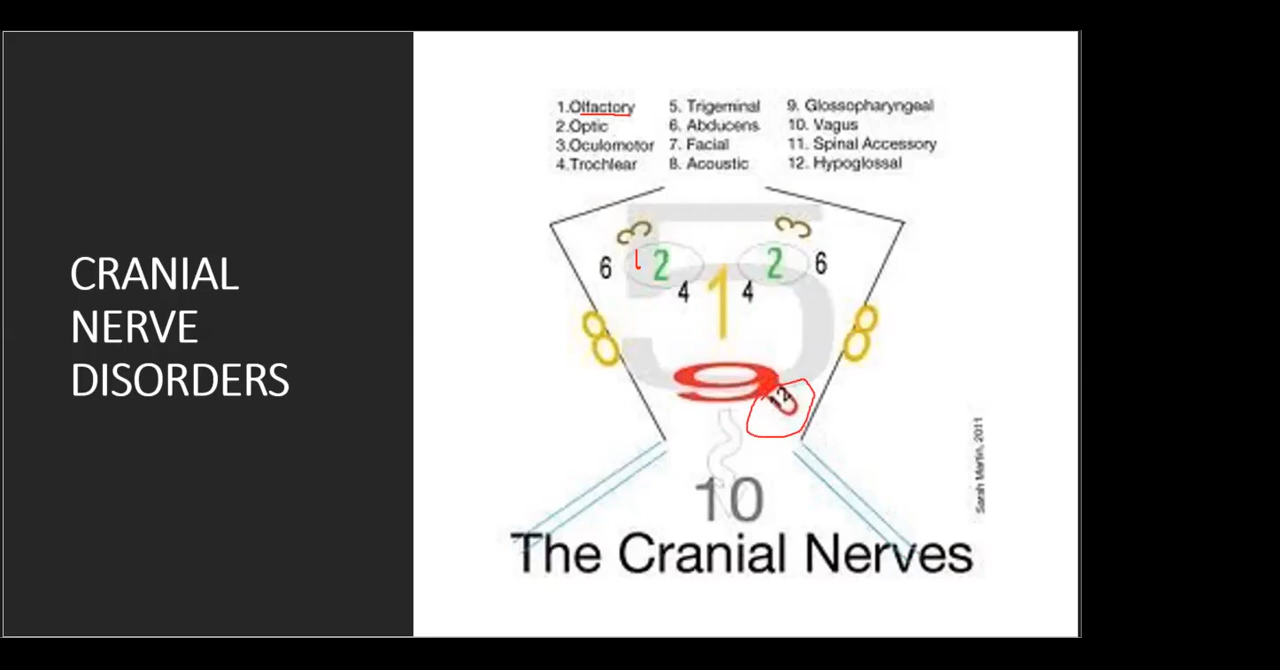 CRANIAL
NERVE
DISORDERS
1.Olfactory
2.Optic
3.Oculomotor
4.Trochlear
5. Trigeminal
6. Abducens
7. Facial
8. Acoustic
9. Glossopharyngeal
10. Vagus
11. Spinal Accessory
12. Hypoglossal
5
3 3
6 2 2 6
4 1 4
8 8
9
12
10
The Cranial Nerves
Sarah Martin, 2011